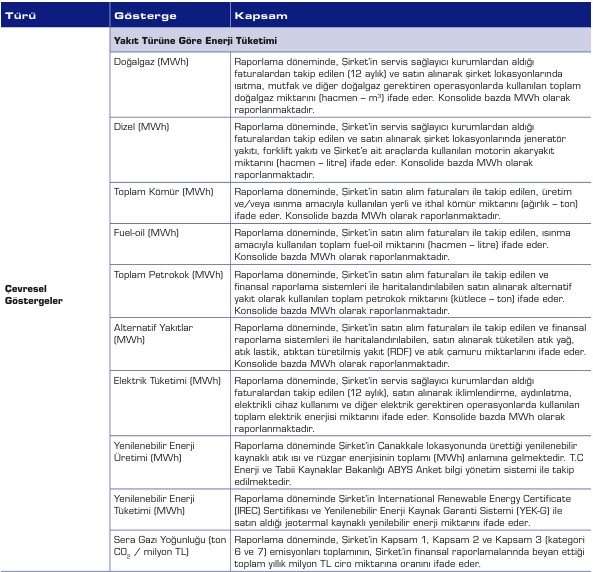 Türü Gösterge Kapsam
Yakıt Türüne Göre Enerji Tüketimi
Çevresel
Göstergeler
Doğalgaz (MWh)
Raporlama döneminde, Şirket'in servis sağlayıcı kurumlardan aldığı
faturalardan takip edilen (12 aylık) ve satın alınarak şirket lokasyonlarında
ısıtma, mutfak ve diğer doğalgaz gerektiren operasyonlarda kullanılan toplam
doğalgaz miktarını (hacmen – m³) ifade eder. Konsolide bazda MWh olarak
raporlanmaktadır.
Dizel (MWh)
Raporlama döneminde, Şirket'in servis sağlayıcı kurumlardan aldığı
faturalardan takip edilen ve satın alınarak şirket lokasyonlarında jeneratör
yakıtı, forklift yakıtı ve Şirket'e ait araçlarda kullanılan motorin akaryakıt
miktarını (hacmen – litre) ifade eder. Konsolide bazda MWh olarak
raporlanmaktadır.
Toplam Kömür (MWh)
Raporlama döneminde, Şirket'in satın alım faturaları ile takip edilen, üretim
ve/veya ısınma amacıyla kullanılan yerli ve ithal kömür miktarını (ağırlık – ton)
ifade eder. Konsolide bazda MWh olarak raporlanmaktadır.
Fuel-oil (MWh)
Raporlama döneminde, Şirket'in satın alım faturaları ile takip edilen, ısınma
amacıyla kullanılan toplam fuel-oil miktarını (hacmen – litre) ifade eder.
Konsolide bazda MWh olarak raporlanmaktadır.
Toplam Petrokok (MWh)
Raporlama döneminde, Şirket'in satın alım faturaları ile takip edilen ve
finansal raporlama sistemleri ile haritalandırılabilen satın alınarak alternatif
yakıt olarak kullanılan toplam petrokok miktarını (kütlece – ton) ifade eder.
Konsolide bazda MWh olarak raporlanmaktadır.
Alternatif Yakıtlar
(MWh)
Raporlama döneminde, Şirket'in satın alım faturaları ile takip edilen ve finansal
raporlama sistemleri ile haritalandırılabilen, satın alınarak tüketilen atık yağ,
atık lastik, atıktan türetilmiş yakıt (RDF) ve atık çamuru miktarlarını ifade eder.
Konsolide bazda MWh olarak raporlanmaktadır.
Elektrik Tüketimi (MWh)
Raporlama döneminde, Şirket'in servis sağlayıcı kurumlardan aldığı
faturalardan takip edilen (12 aylık), satın alınarak iklimlendirme, aydınlatma,
elektrikli cihaz kullanımı ve diğer elektrik gerektiren operasyonlarda kullanılan
toplam elektrik enerjisi miktarını ifade eder. Konsolide bazda MWh olarak
raporlanmaktadır.
Yenilenebilir Enerji
Üretimi (MWh)
Raporlama döneminde Şirket'in Çanakkale lokasyonunda ürettiği yenilenebilir
kaynaklı atık ısı ve rüzgar enerjisinin toplamı (MWh) anlamına gelmektedir. T.C
Enerji ve Tabii Kaynaklar Bakanlığı ABYS Anket bilgi yönetim sistemi ile takip
edilmektedir.
Yenilenebilir Enerji
Tüketimi (MWh)
Raporlama döneminde Şirket'in International Renewable Energy Certificate
(IREC) Sertifikası ve Yenilenebilir Enerji Kaynak Garanti Sistemi (YEK-G) ile
satın aldığı jeotermal kaynaklı yenilebilir enerji miktarını ifade eder.
Sera Gazı Yoğunluğu (ton
CO₂ / milyon TL)
Raporlama döneminde, Şirket'in Kapsam 1, Kapsam 2 ve Kapsam 3 (kategori
6 ve 7) emisyonları toplamının, Şirket'in finansal raporlamalarında beyan ettiği
toplam yıllık milyon TL ciro miktarına oranını ifade eder.